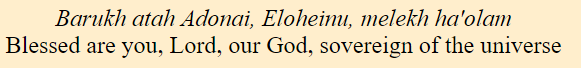 Barukh atah Adonai, Eloheinu, melekh ha'olam
Blessed are you, Lord, our God, sovereign of the universe